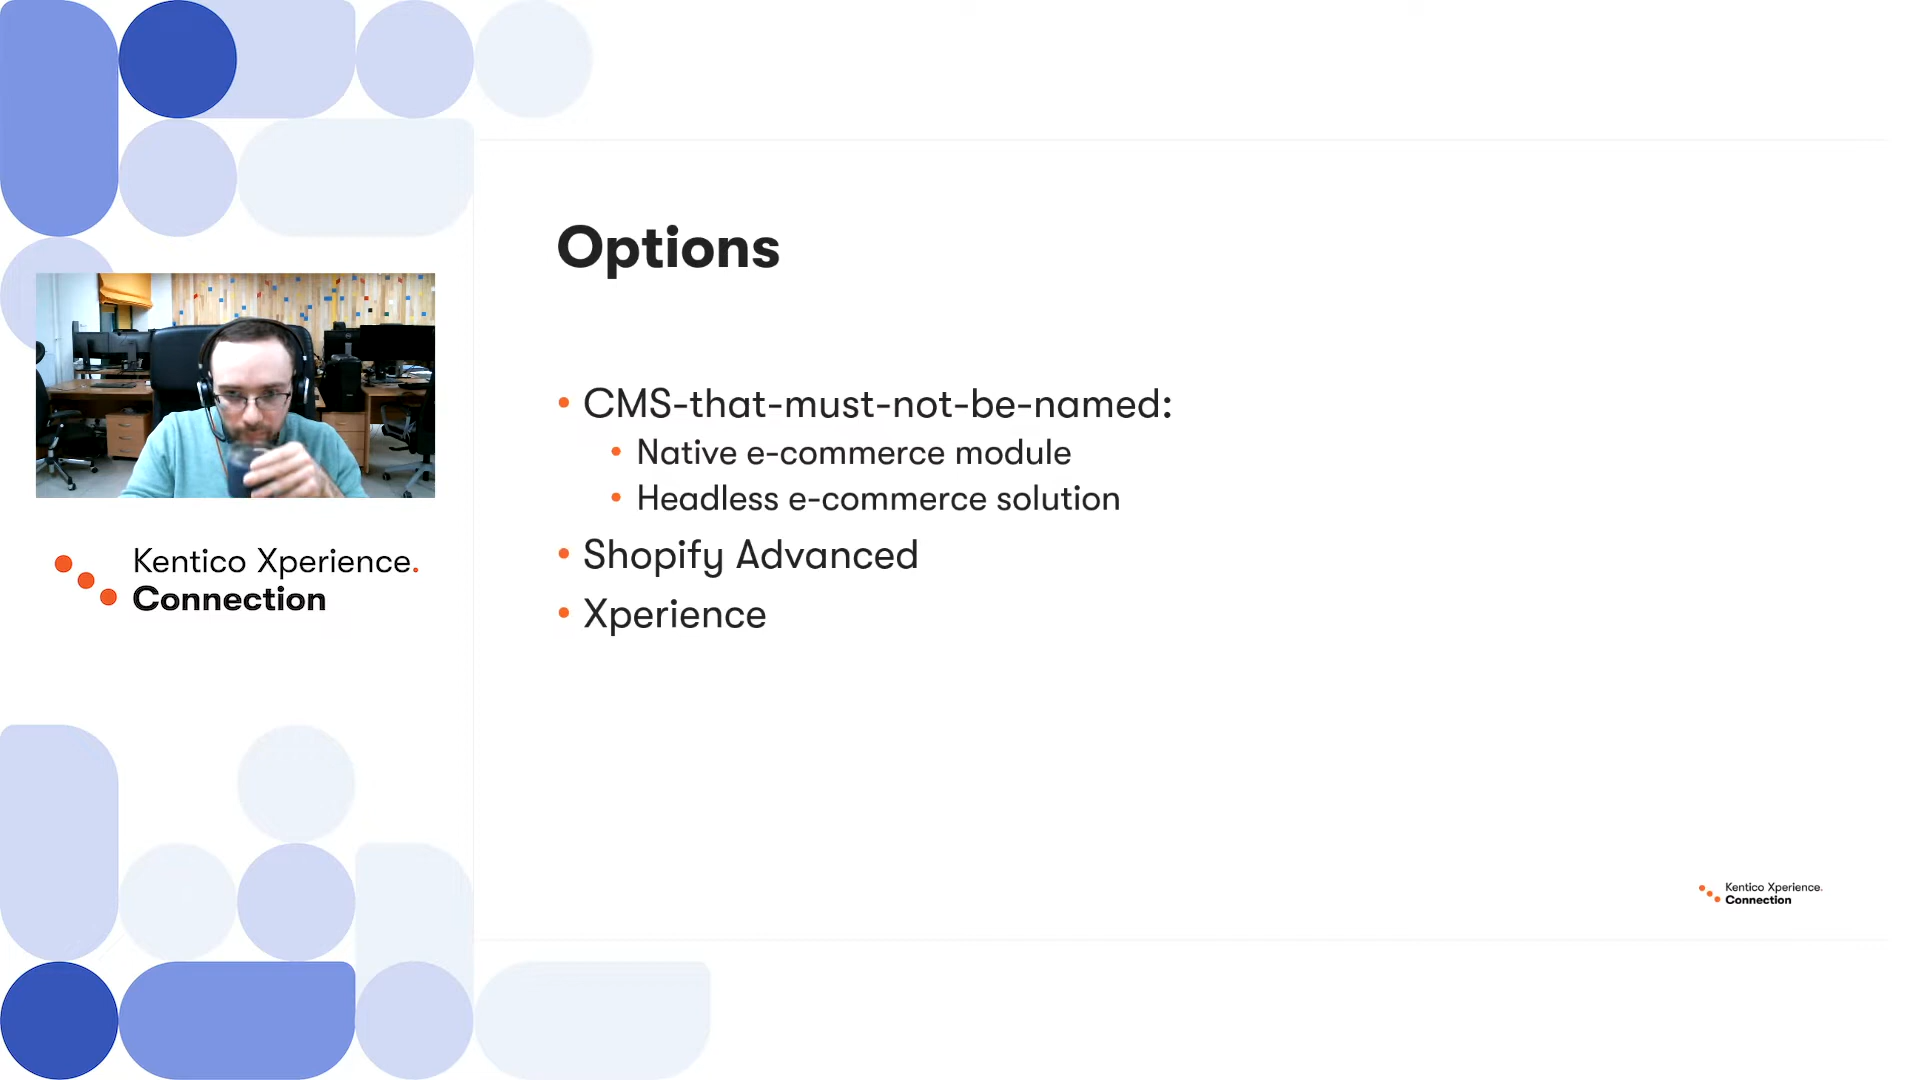 Options
• CMS-that-must-not-be-named:
• Native e-commerce module
• Headless e-commerce solution
• Shopify Advanced
• Xperience
Kentico Xperience.
Connection
Kentico Xperience.
Connection